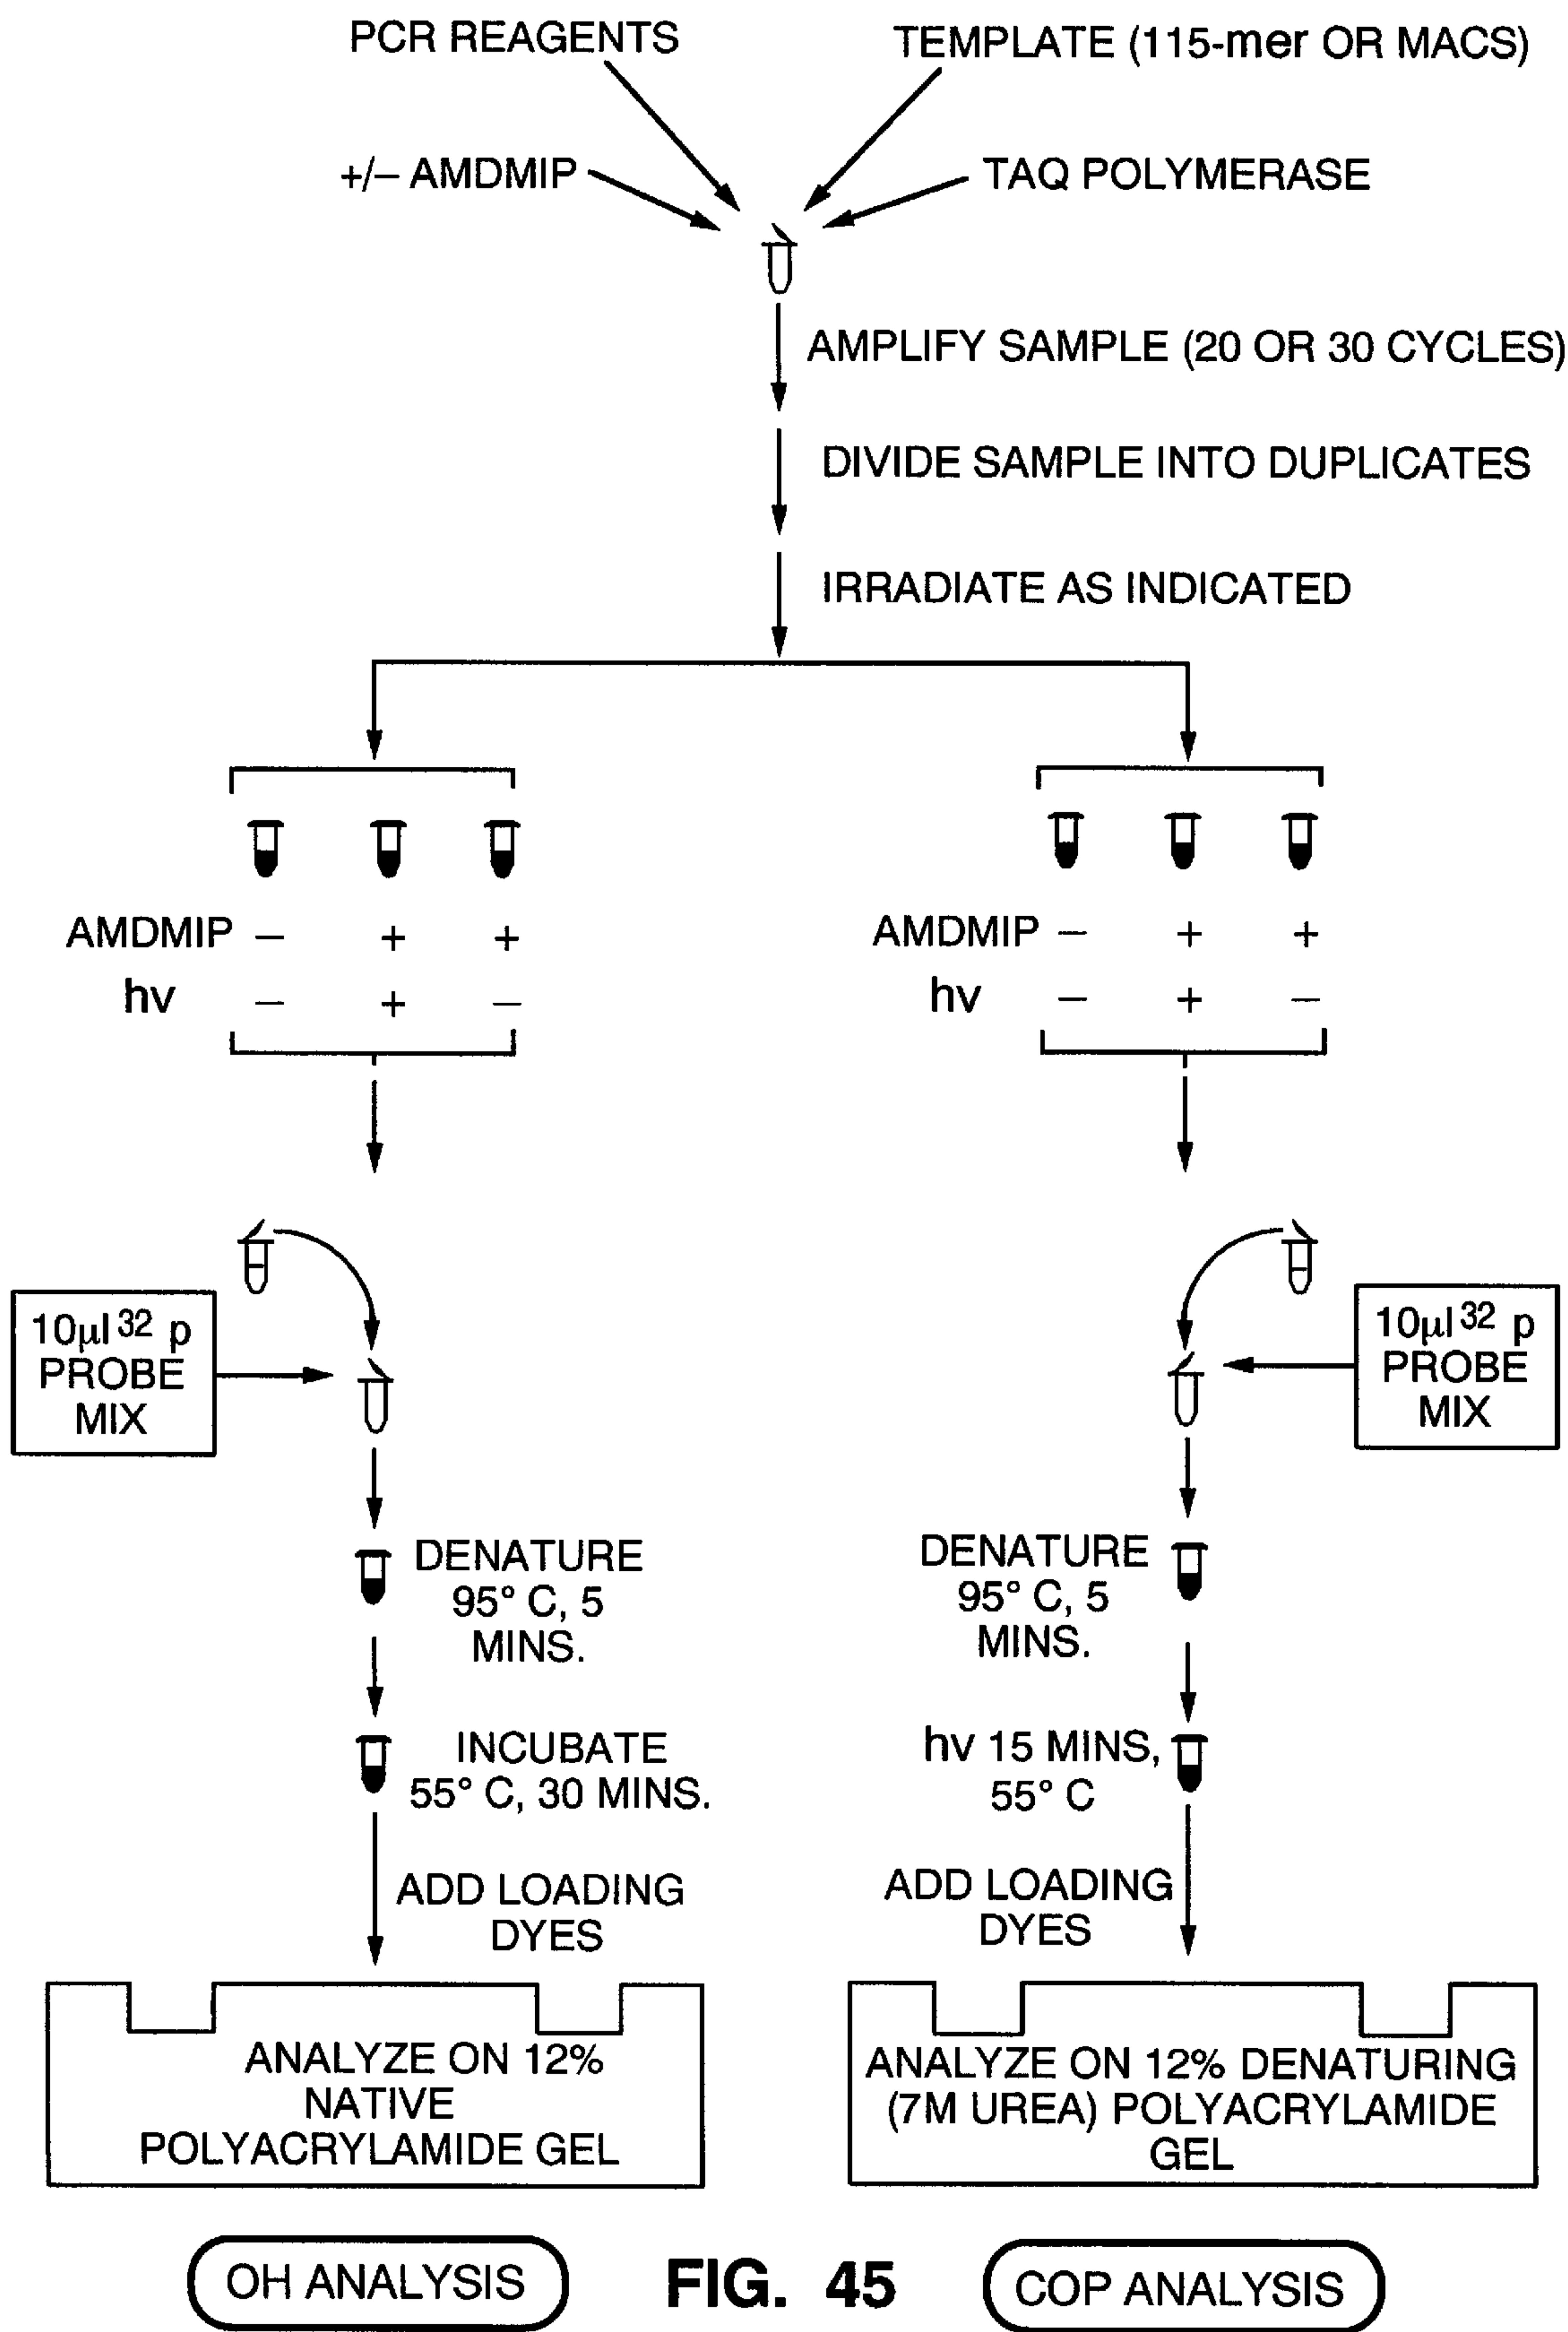 PCR REAGENTS
TEMPLATE (115-mer OR MACS)
+/– AMDMIP
TAQ POLYMERASE
AMPLIFY SAMPLE (20 OR 30 CYCLES)
DIVIDE SAMPLE INTO DUPLICATES
IRRADIATE AS INDICATED
AMDMIP – + +
hv – + –
AMDMIP – + +
hv – + –
10µl 32 p
PROBE
MIX
10µl 32 p
PROBE
MIX
DENATURE
95° C, 5
MINS.
DENATURE
95° C, 5
MINS.
INCUBATE
55° C, 30 MINS.
hv 15 MINS,
55° C
ADD LOADING
DYES
ADD LOADING
DYES
ANALYZE ON 12%
NATIVE
POLYACRYLAMIDE GEL
ANALYZE ON 12% DENATURING
(7M UREA) POLYACRYLAMIDE
GEL
OH ANALYSIS
FIG. 45
COP ANALYSIS